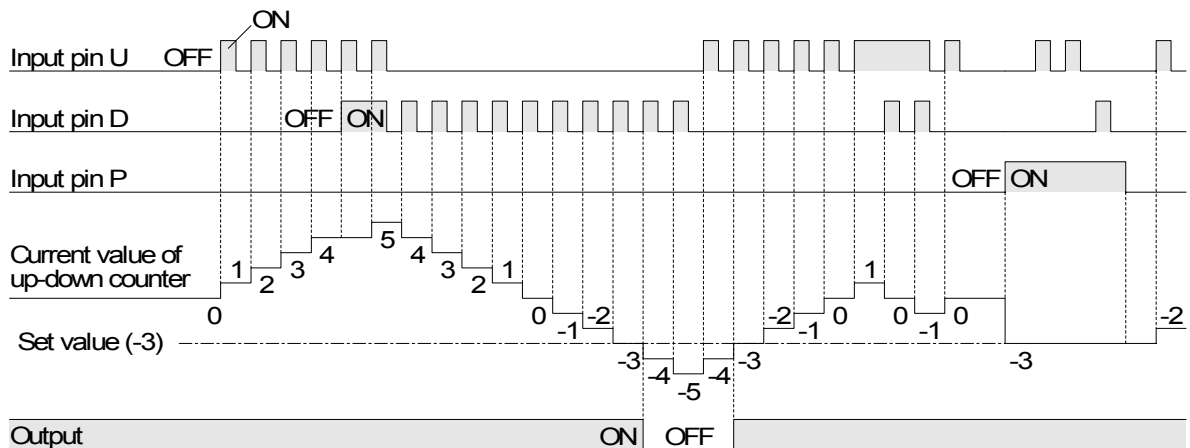 ON
Input pin U OFF
Input pin D OFF ON
Input pin P OFF ON
Current value of
up-down counter
0 1 2 3 4 5 4 3 2 1 0 -1 -2 -3 -4 -5 -4 -3 -2 -1 0 1 0 -1 0 -3 -2
Set value (-3)
Output ON OFF